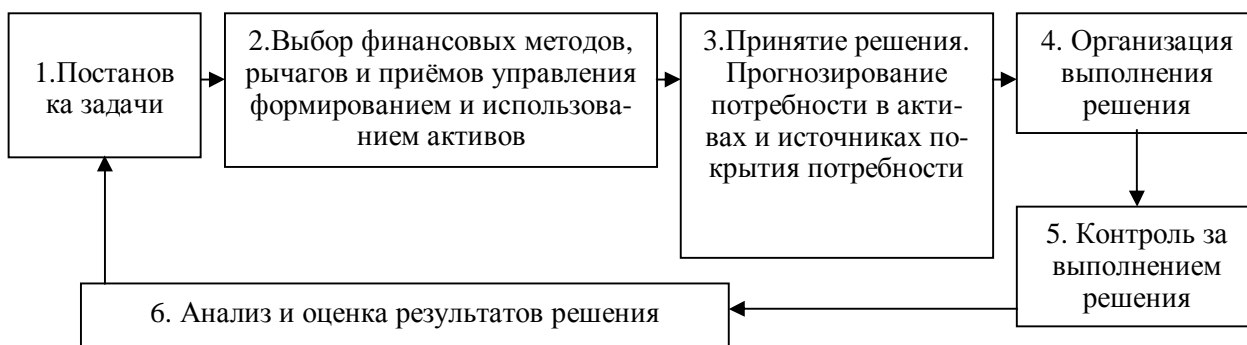 1.Постанов
ка задачи
2.Выбор финансовых методов,
рычагов и приёмов управления
формированием и использова-
нием активов
3.Принятие решения.
Прогнозирование
потребности в акти-
вах и источниках по-
крытия потребности
4. Организация
выполнения
решения
5. Контроль за
выполнением
решения
6. Анализ и оценка результатов решения